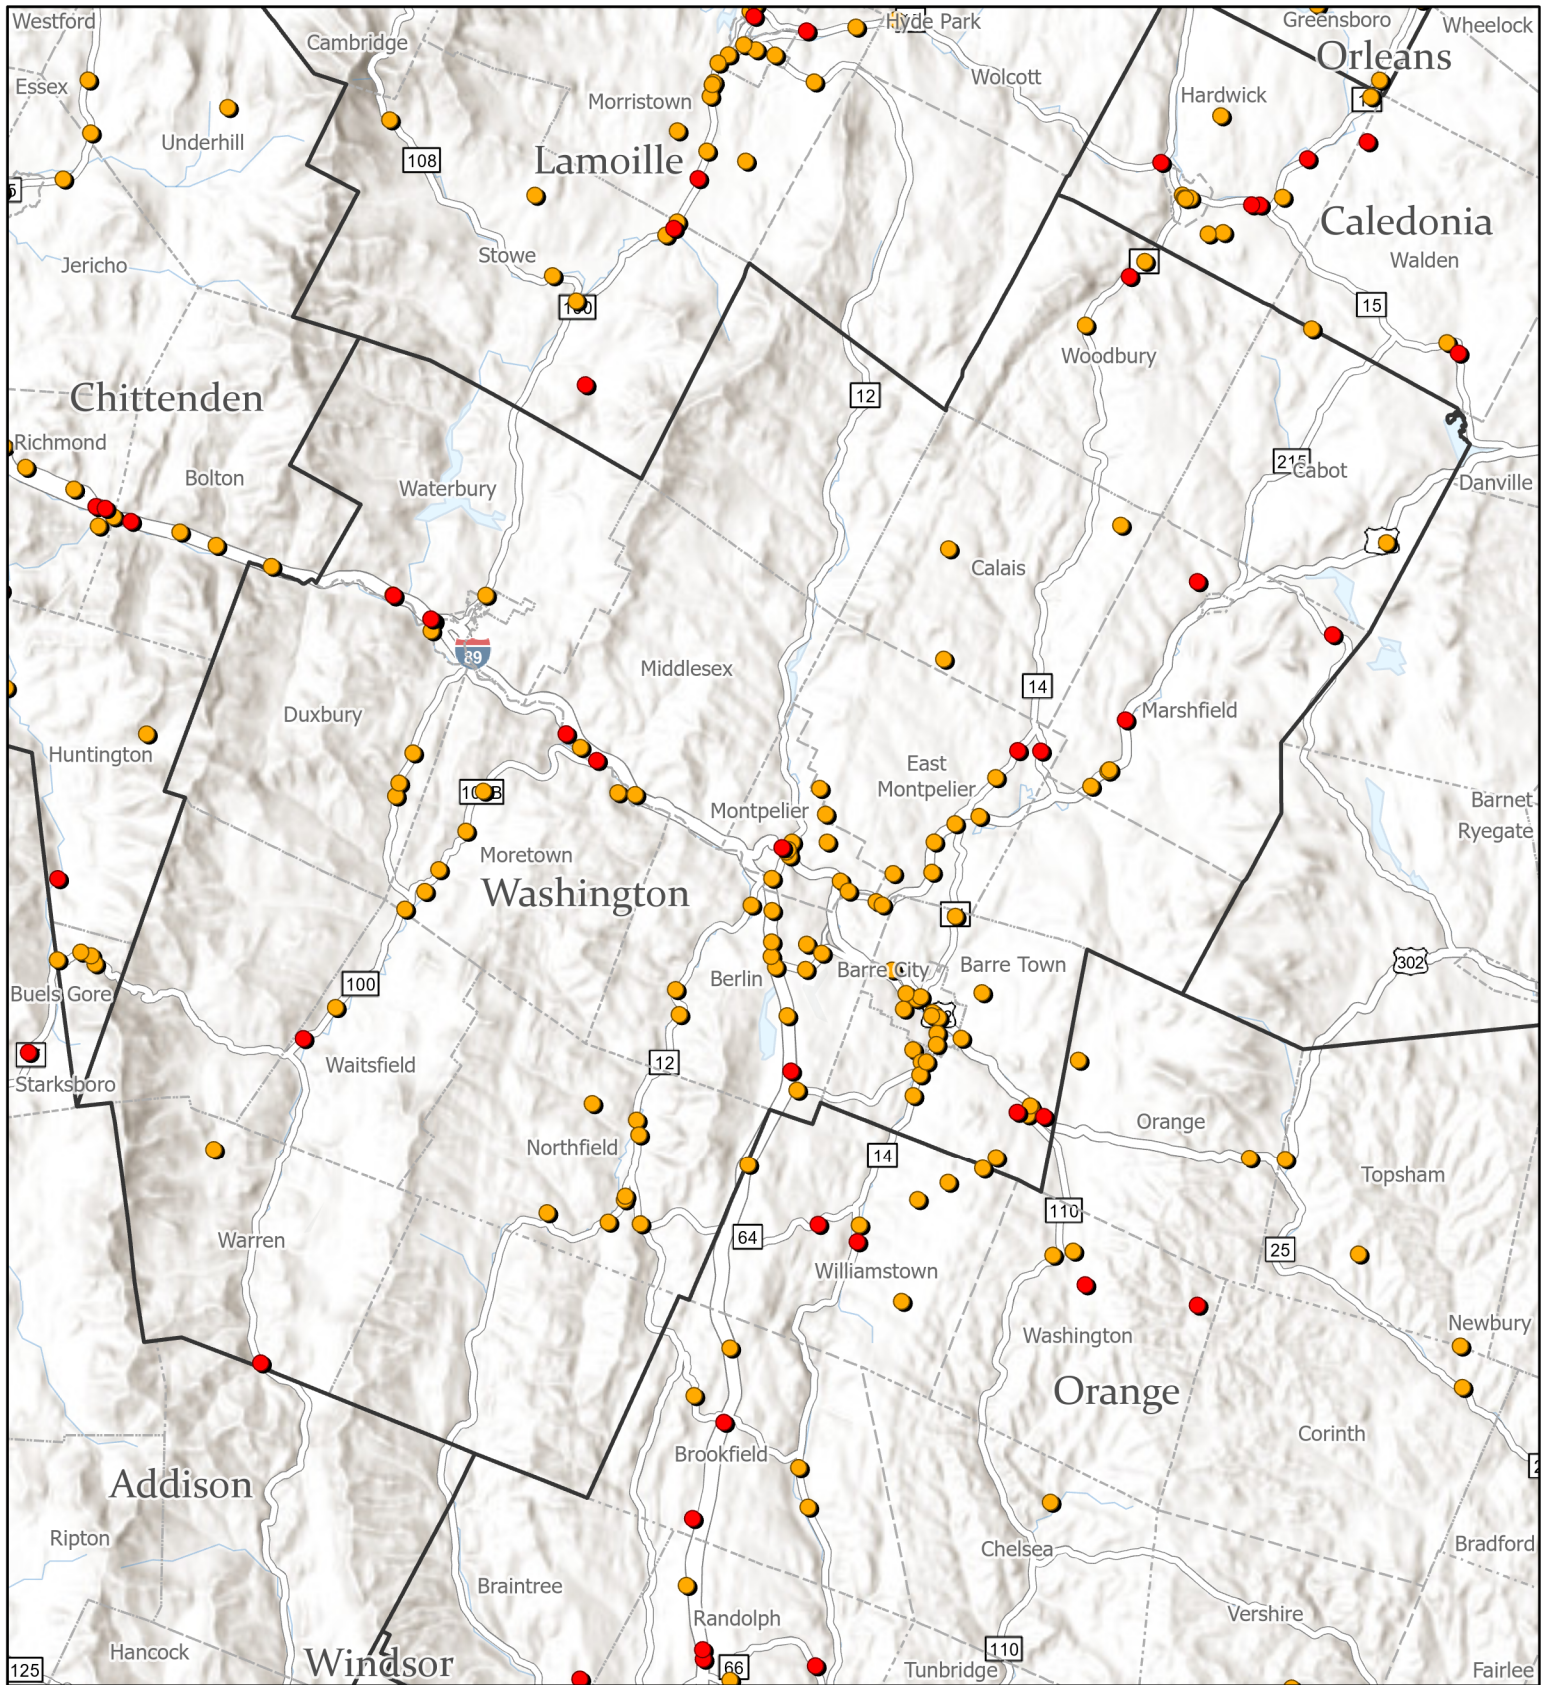 Westford
Cambridge
Hyde Park
Greensboro
Wheelock
Orleans
Essex
Wolcott
Hardwick
Morristown
Underhill
Lamoille
108
Caledonia
Stowe
Jericho
Walden
100
15
Woodbury
Chittenden
12
Richmond
Bolton
Waterbury
215
Cabot
Danville
Calais
89
Middlesex
14
Duxbury
Marshfield
Huntington
East
Montpelier
Montpelier
Barnet
Ryegate
Moretown
Washington
302
Berlin
Barre City
Barre Town
100
Buels Gore
12
Waitsfield
Starksboro
Orange
Northfield
14
Topsham
110
64
25
Warren
Williamstown
Newbury
Washington
Orange
Corinth
Brookfield
Addison
Ripton
Chelsea
Bradford
Braintree
Randolph
Vershire
Hancock
Windsor
110
125
66
Tunbridge
Fairlee